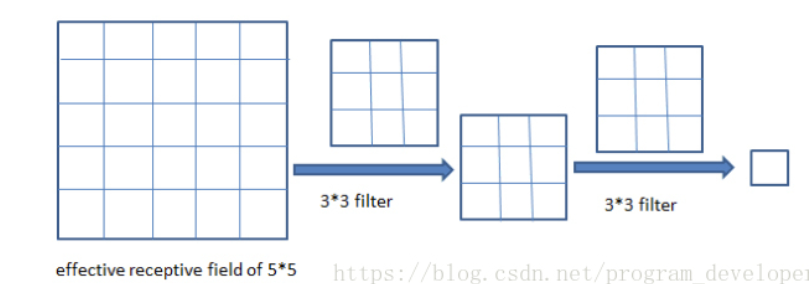 3*3 filter
3*3 filter
effective receptive field of 5*5
https://blog.csdn.net/program_developer